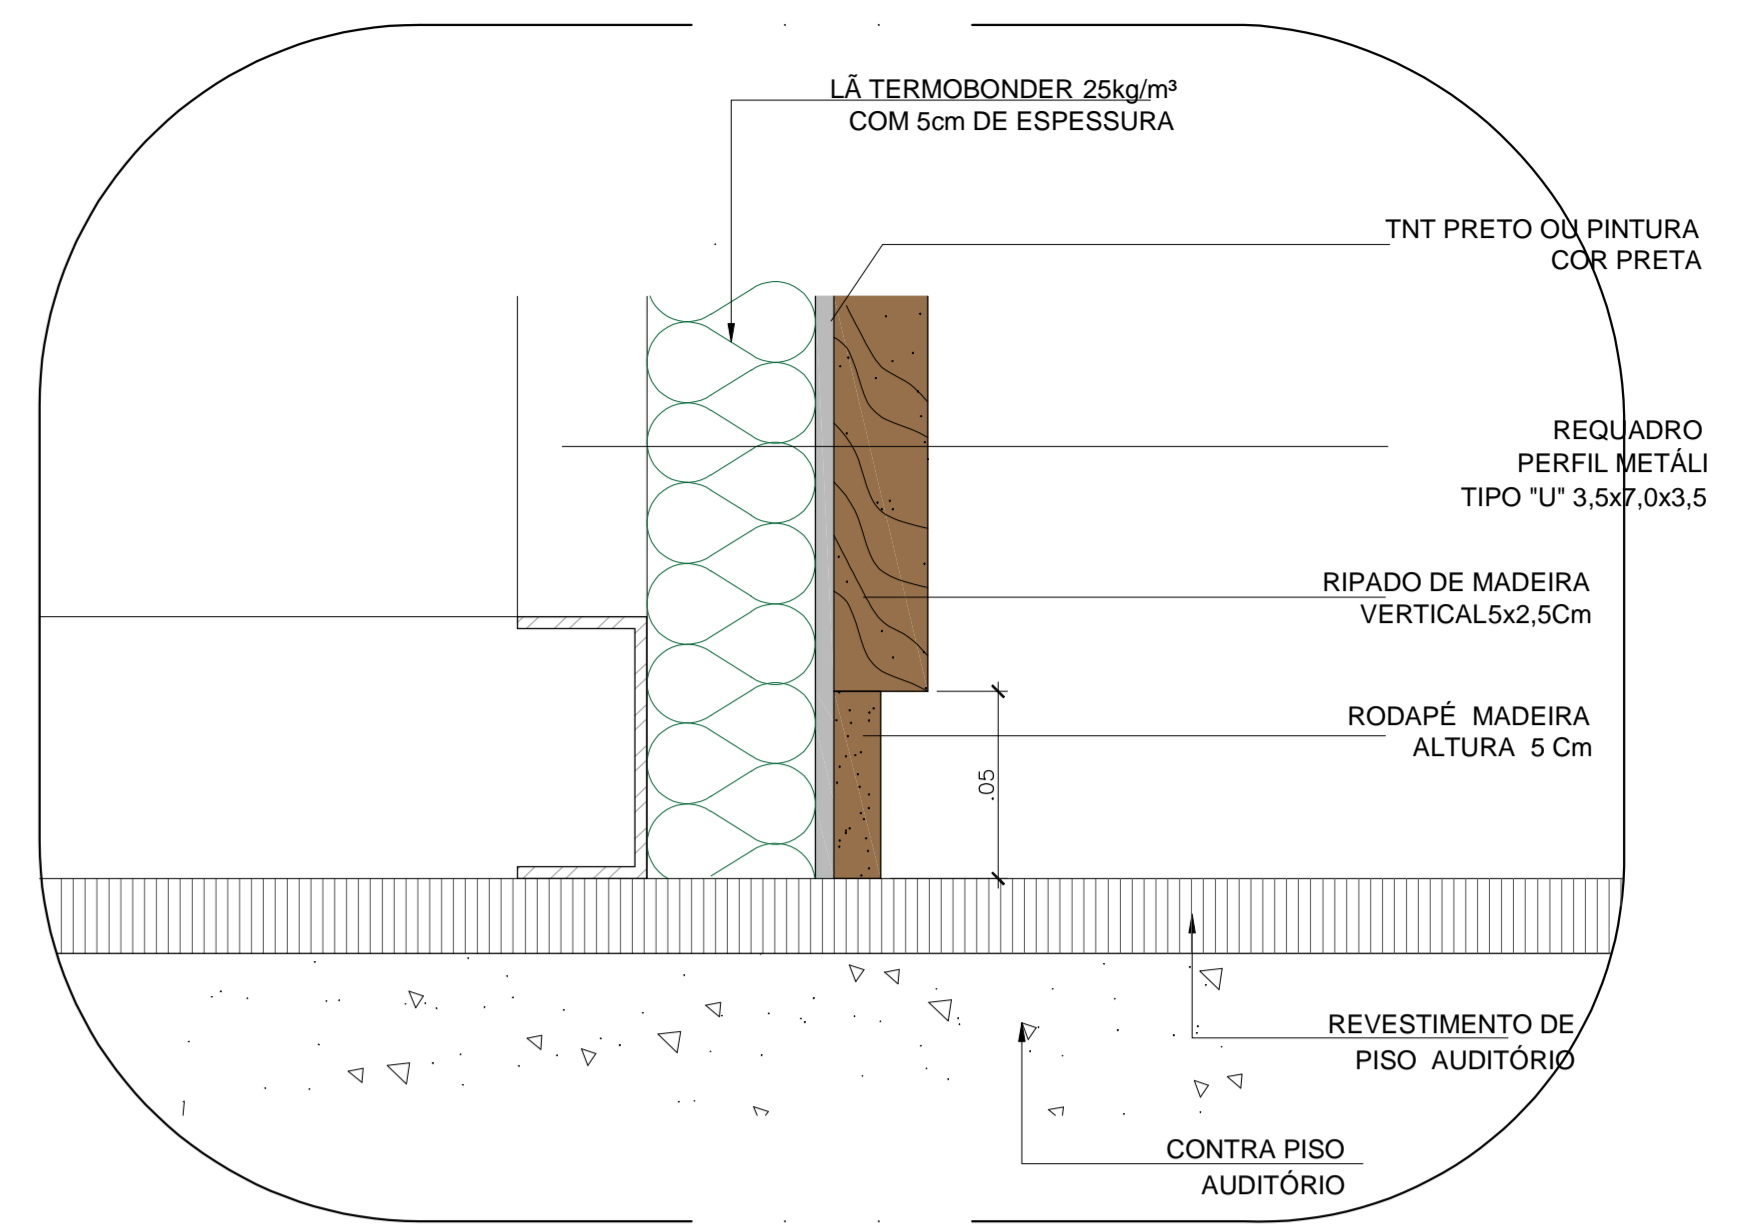 LÃ TERMOBONDER 25kg/m³
COM 5cm DE ESPESSURA
TNT PRETO OU PINTURA
COR PRETA
REQUADRO
PERFIL METÁLI
TIPO "U" 3,5x7,0x3,5
RIPADO DE MADEIRA
VERTICAL5x2,5Cm
RODAPÉ MADEIRA
ALTURA 5 Cm
.05
REVESTIMENTO DE
PISO AUDITÓRIO
CONTRA PISO
AUDITÓRIO